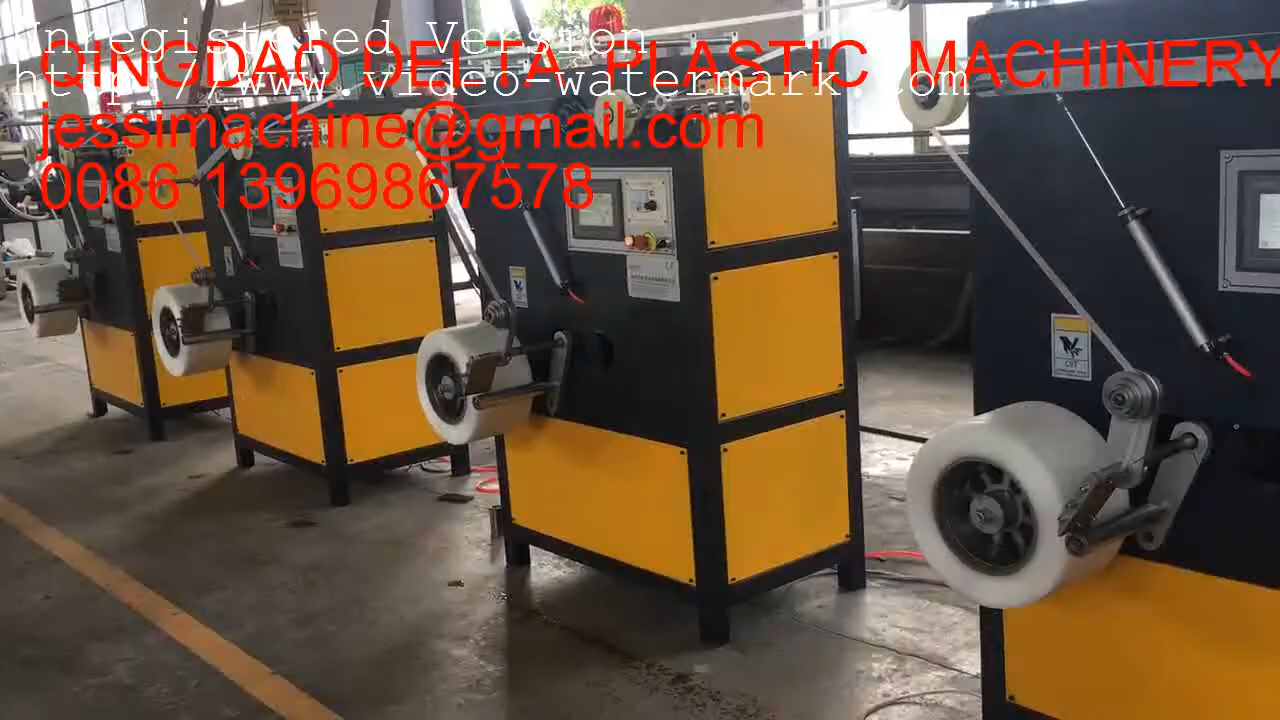 Unregistered Version
QINGDAO DELTA PLASTIC MACHINERY
http://www.video-watermark.com
jessimachine@gmail.com
0086 13969867578